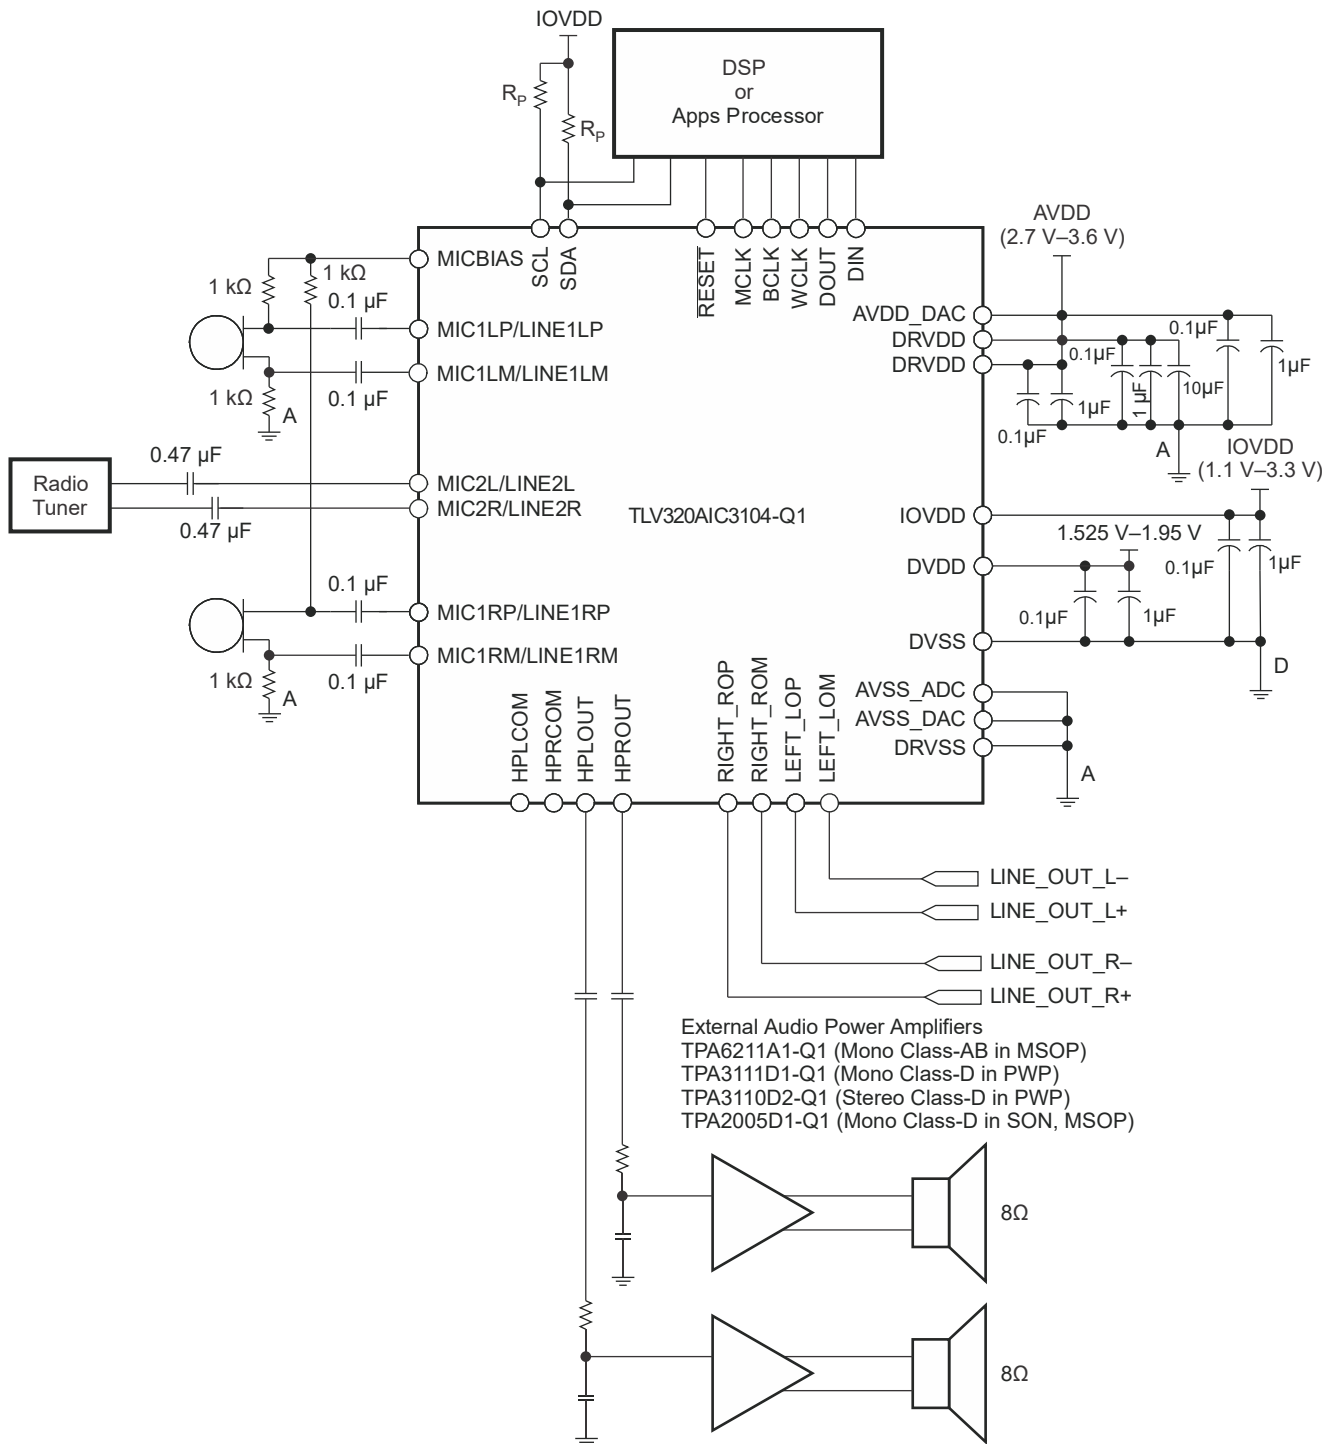 IOVDD
DSP
or
Apps Processor
RP
RP
AVDD
(2.7 V–3.6 V)
MICBIAS
SCL
SDA
RESET
MCLK
BCLK
WCLK
DOUT
DIN
1 kΩ
1 kΩ
0.1 µF
MIC1LP/LINE1LP
MIC1LM/LINE1LM
1 kΩ
A
0.1 µF
AVDD_DAC
DRVDD
DRVDD
0.1µF
0.1µF
1µF
1 µF
10µF
1µF
0.1µF
A
IOVDD
(1.1 V–3.3 V)
0.47 µF
Radio
Tuner
0.47 µF
MIC2L/LINE2L
MIC2R/LINE2R
TLV320AIC3104-Q1
IOVDD
1.525 V–1.95 V
DVDD
0.1µF
1µF
0.1µF
1µF
0.1 µF
MIC1RP/LINE1RP
MIC1RM/LINE1RM
1 kΩ
A
0.1 µF
DVSS
D
AVSS_ADC
AVSS_DAC
DRVSS
A
HPLCOM
HPRCOM
HPLOUT
HPROUT
RIGHT_ROP
RIGHT_ROM
LEFT_LOP
LEFT_LOM
LINE_OUT_L–
LINE_OUT_L+
LINE_OUT_R–
LINE_OUT_R+
External Audio Power Amplifiers
TPA6211A1-Q1 (Mono Class-AB in MSOP)
TPA3111D1-Q1 (Mono Class-D in PWP)
TPA3110D2-Q1 (Stereo Class-D in PWP)
TPA2005D1-Q1 (Mono Class-D in SON, MSOP)
8Ω
8Ω